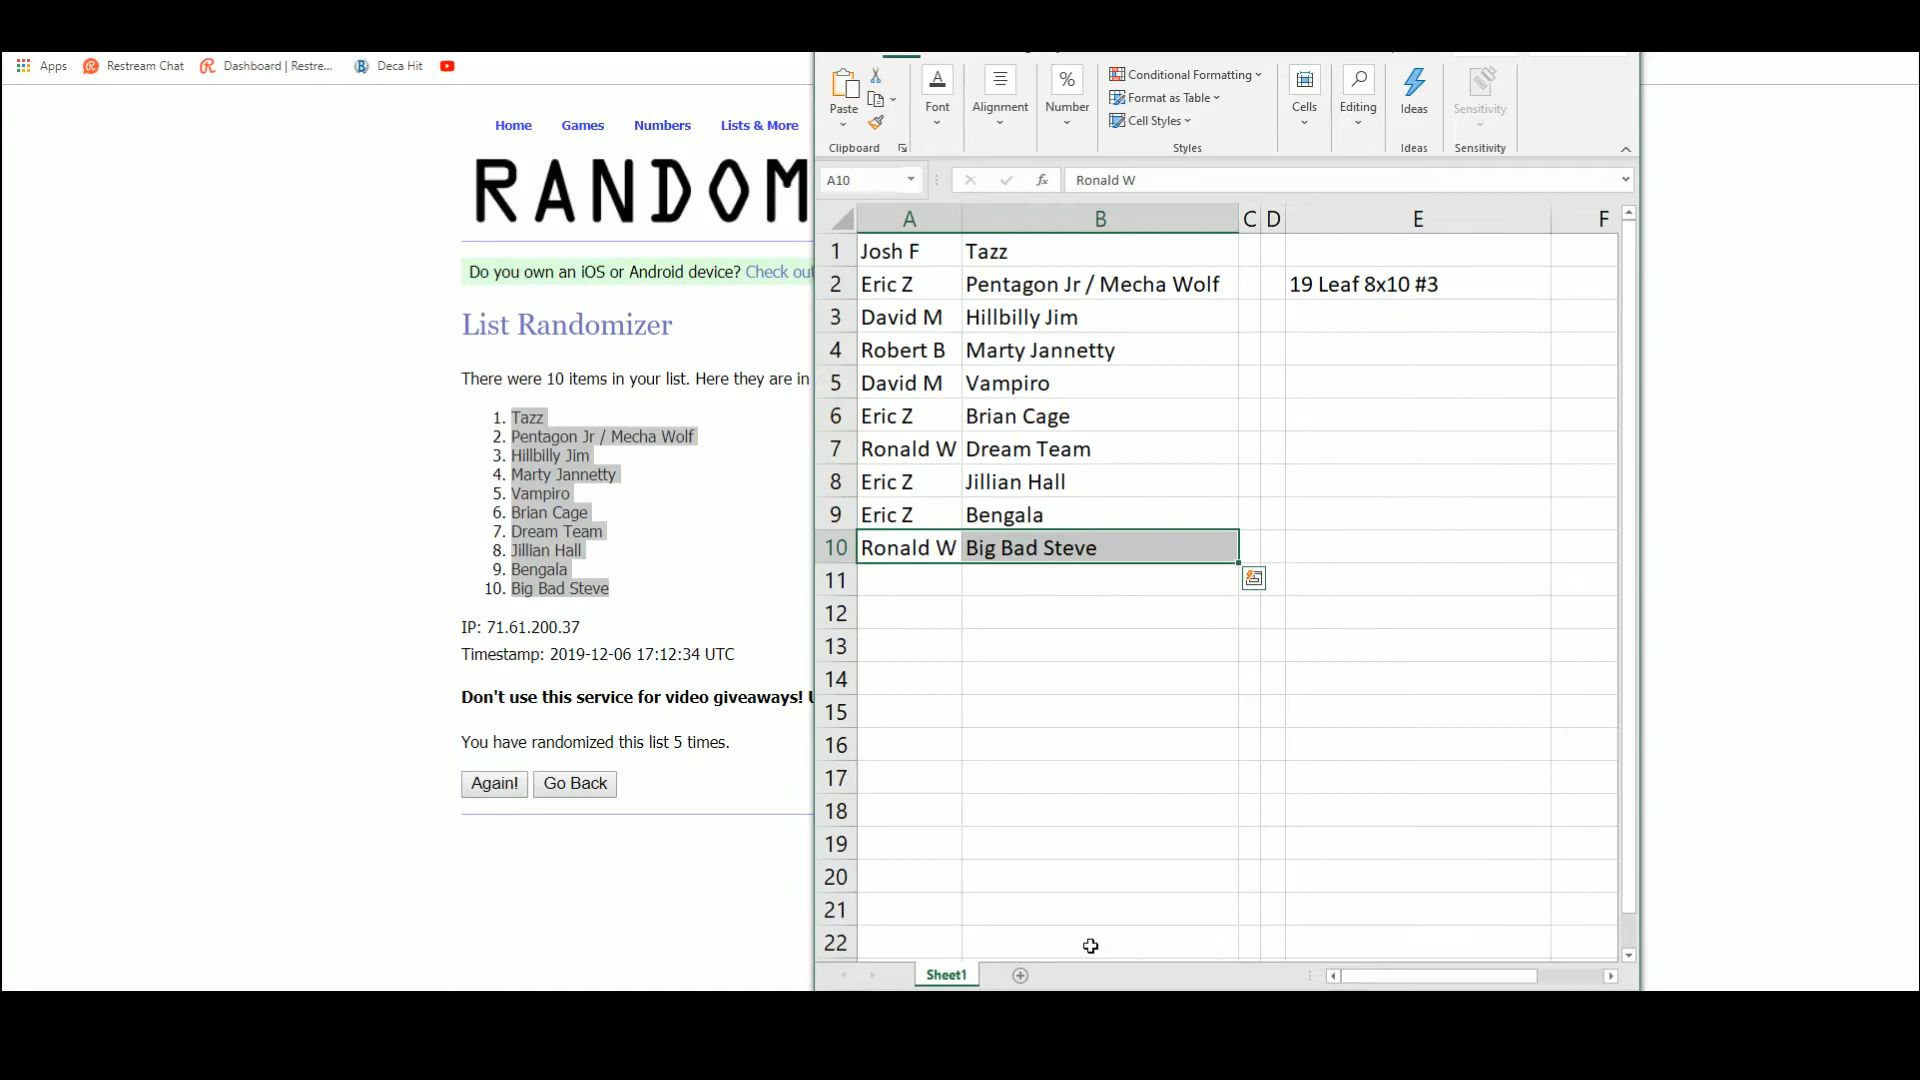 Apps Restream Chat Dashboard | Restre... Deca Hit
Home Games Numbers Lists & More
RANDOM
Do you own an iOS or Android device? Check out
List Randomizer
There were 10 items in your list. Here they are in
1. Tazz
2. Pentagon Jr / Mecha Wolf
3. Hillbilly Jim
4. Marty Jannetty
5. Vampiro
6. Brian Cage
7. Dream Team
8. Jillian Hall
9. Bengala
10. Big Bad Steve
IP: 71.61.200.37
Timestamp: 2019-12-06 17:12:34 UTC
Don't use this service for video giveaways!
You have randomized this list 5 times.
Again! Go Back
Paste Font Alignment Number Conditional Formatting Format as Table Cell Styles Cells Editing Ideas Sensitivity
Clipboard Styles Ideas Sensitivity
A10 fx Ronald W
A B C D E F
1 Josh F Tazz
2 Eric Z Pentagon Jr / Mecha Wolf 19 Leaf 8x10 #3
3 David M Hillbilly Jim
4 Robert B Marty Jannetty
5 David M Vampiro
6 Eric Z Brian Cage
7 Ronald W Dream Team
8 Eric Z Jillian Hall
9 Eric Z Bengala
10 Ronald W Big Bad Steve
11
12
13
14
15
16
17
18
19
20
21
22
Sheet1